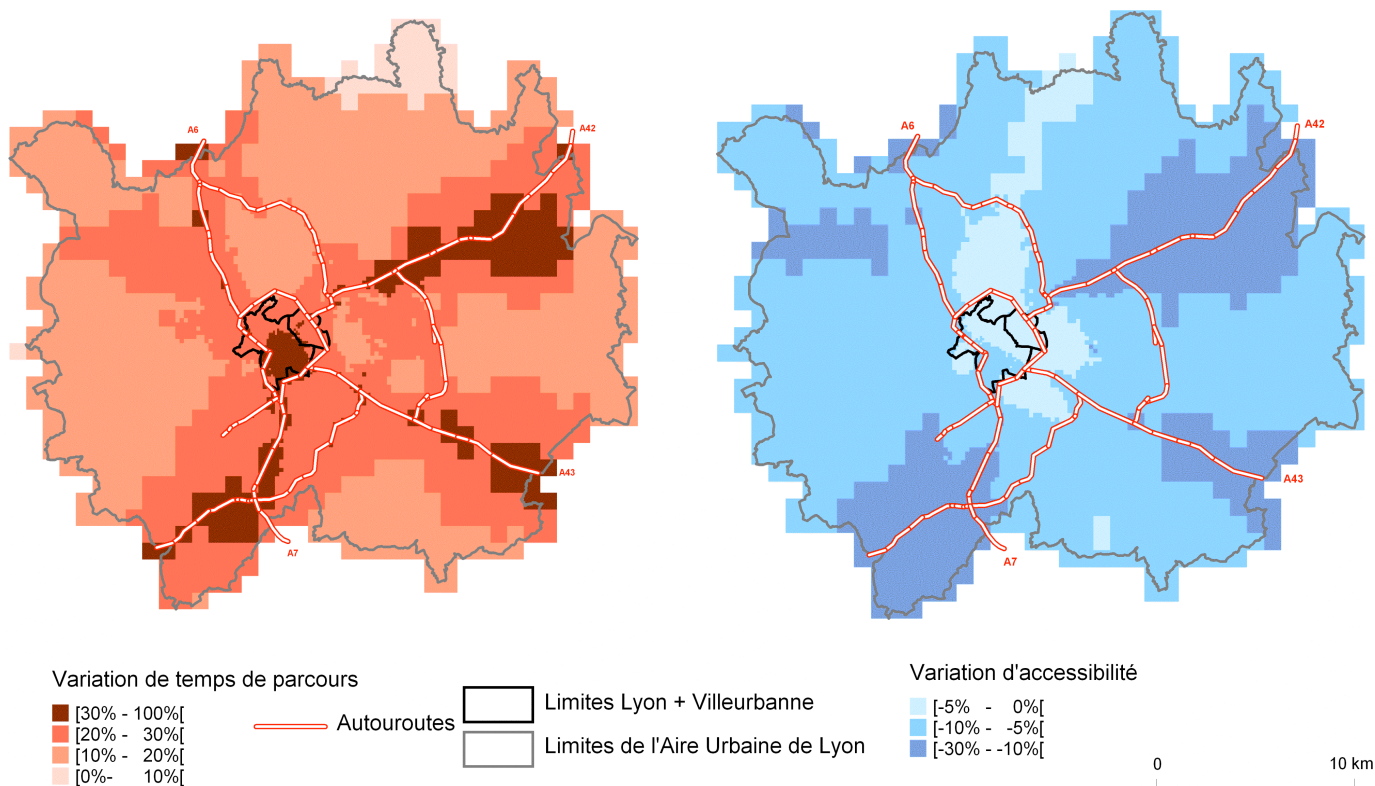 A6
A42
A43
A7
A6
A42
A43
A7
Variation de temps de parcours
[30% - 100%[
[20% - 30%[
[10% - 20%[
[0%- 10%[
Autouroutes
Limites Lyon + Villeurbanne
Limites de l'Aire Urbaine de Lyon
Variation d'accessibilité
[-5% - 0%[
[-10% - -5%[
[-30% - -10%[
0 10 km